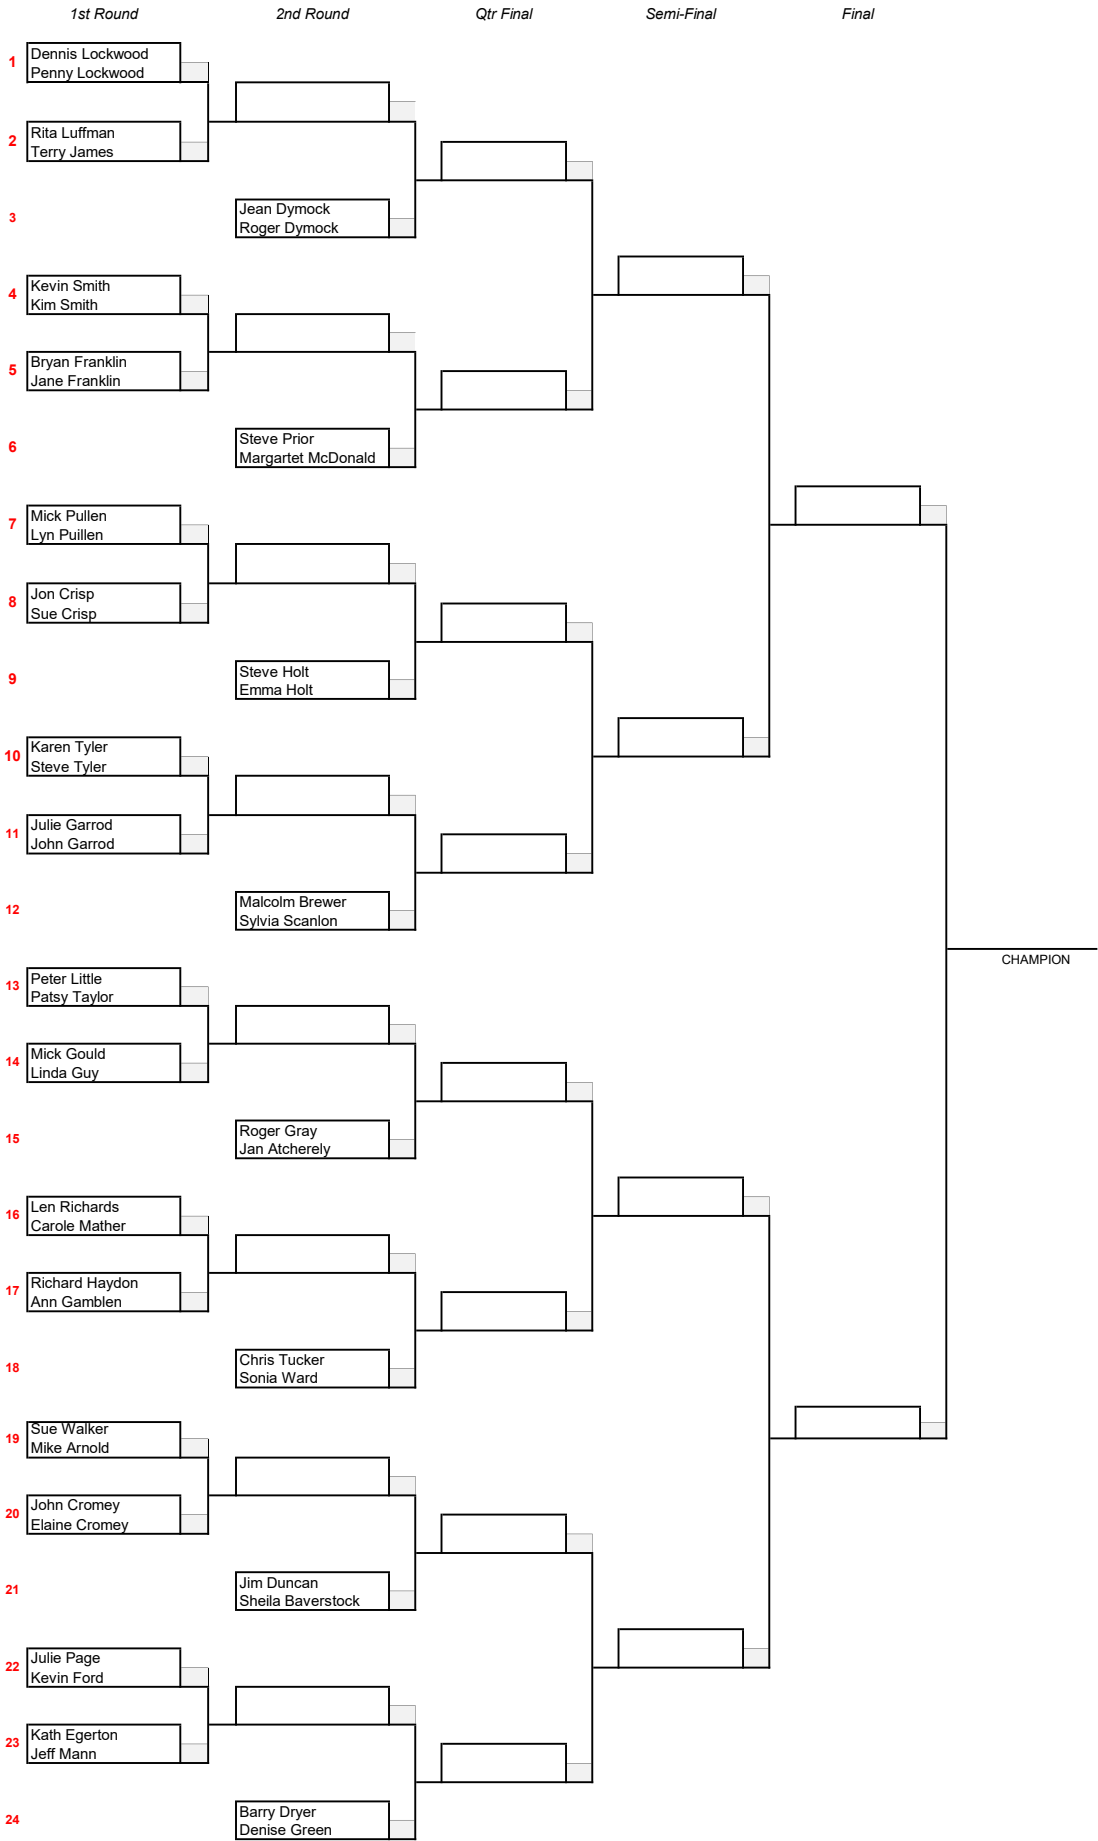 1st Round 2nd Round Qtr Final Semi-Final Final
1
Dennis Lockwood
Penny Lockwood
2
Rita Luffman
Terry James
3
Jean Dymock
Roger Dymock
4
Kevin Smith
Kim Smith
5
Bryan Franklin
Jane Franklin
6
Steve Prior
Margartet McDonald
7
Mick Pullen
Lyn Puillen
8
Jon Crisp
Sue Crisp
9
Steve Holt
Emma Holt
10
Karen Tyler
Steve Tyler
11
Julie Garrod
John Garrod
12
Malcolm Brewer
Sylvia Scanlon
CHAMPION
13
Peter Little
Patsy Taylor
14
Mick Gould
Linda Guy
15
Roger Gray
Jan Atcherely
16
Len Richards
Carole Mather
17
Richard Haydon
Ann Gamblen
18
Chris Tucker
Sonia Ward
19
Sue Walker
Mike Arnold
20
John Cromey
Elaine Cromey
21
Jim Duncan
Sheila Baverstock
22
Julie Page
Kevin Ford
23
Kath Egerton
Jeff Mann
24
Barry Dryer
Denise Green